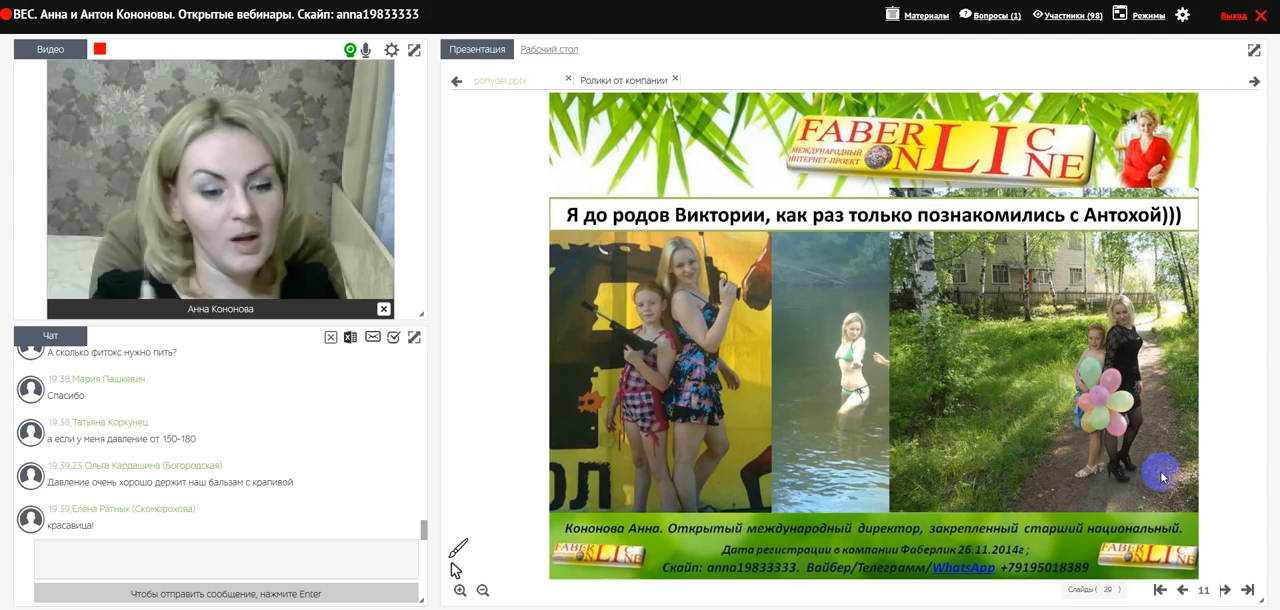 ВЕС. Анна и Антон Кононовы. Открытые вебинары. Скайп: anna19833333
Материалы
Вопросы (1)
Участники (98)
Режимы
Выход
Видео
Анна Кононова
Чат
А сколько фитокс нужно пить?
19:38, Мария Пашкевич
Спасибо
19:38, Татьяна Коркунец
а если у меня давление от 150-180
19:39, 23 Ольга Кардашина (Богородская)
Давление очень хорошо держит наш бальзам с крапивой
19:39, Елена Ратных (Скоморохова)
красавица!
Чтобы отправить сообщение, нажмите Enter
Презентация
Рабочий стол
pohydei.pptx
Ролики от компании
FABERLIC
МЕЖДУНАРОДНЫЙ
ИНТЕРНЕТ-ПРОЕКТ
ONLINE
Я до родов Виктории, как раз только познакомились с Антохой)))
Кононова Анна. Открытый международный директор, закрепленный старший национальный.
Дата регистрации в компании Фаберлик 26.11.2014г;
Скайп: anna19833333. Вайбер/Телеграмм/WhatsApp +79195018389
FABERLIC
ONLINE
FABERLIC
ONLINE
Слайды ( 29 )
11